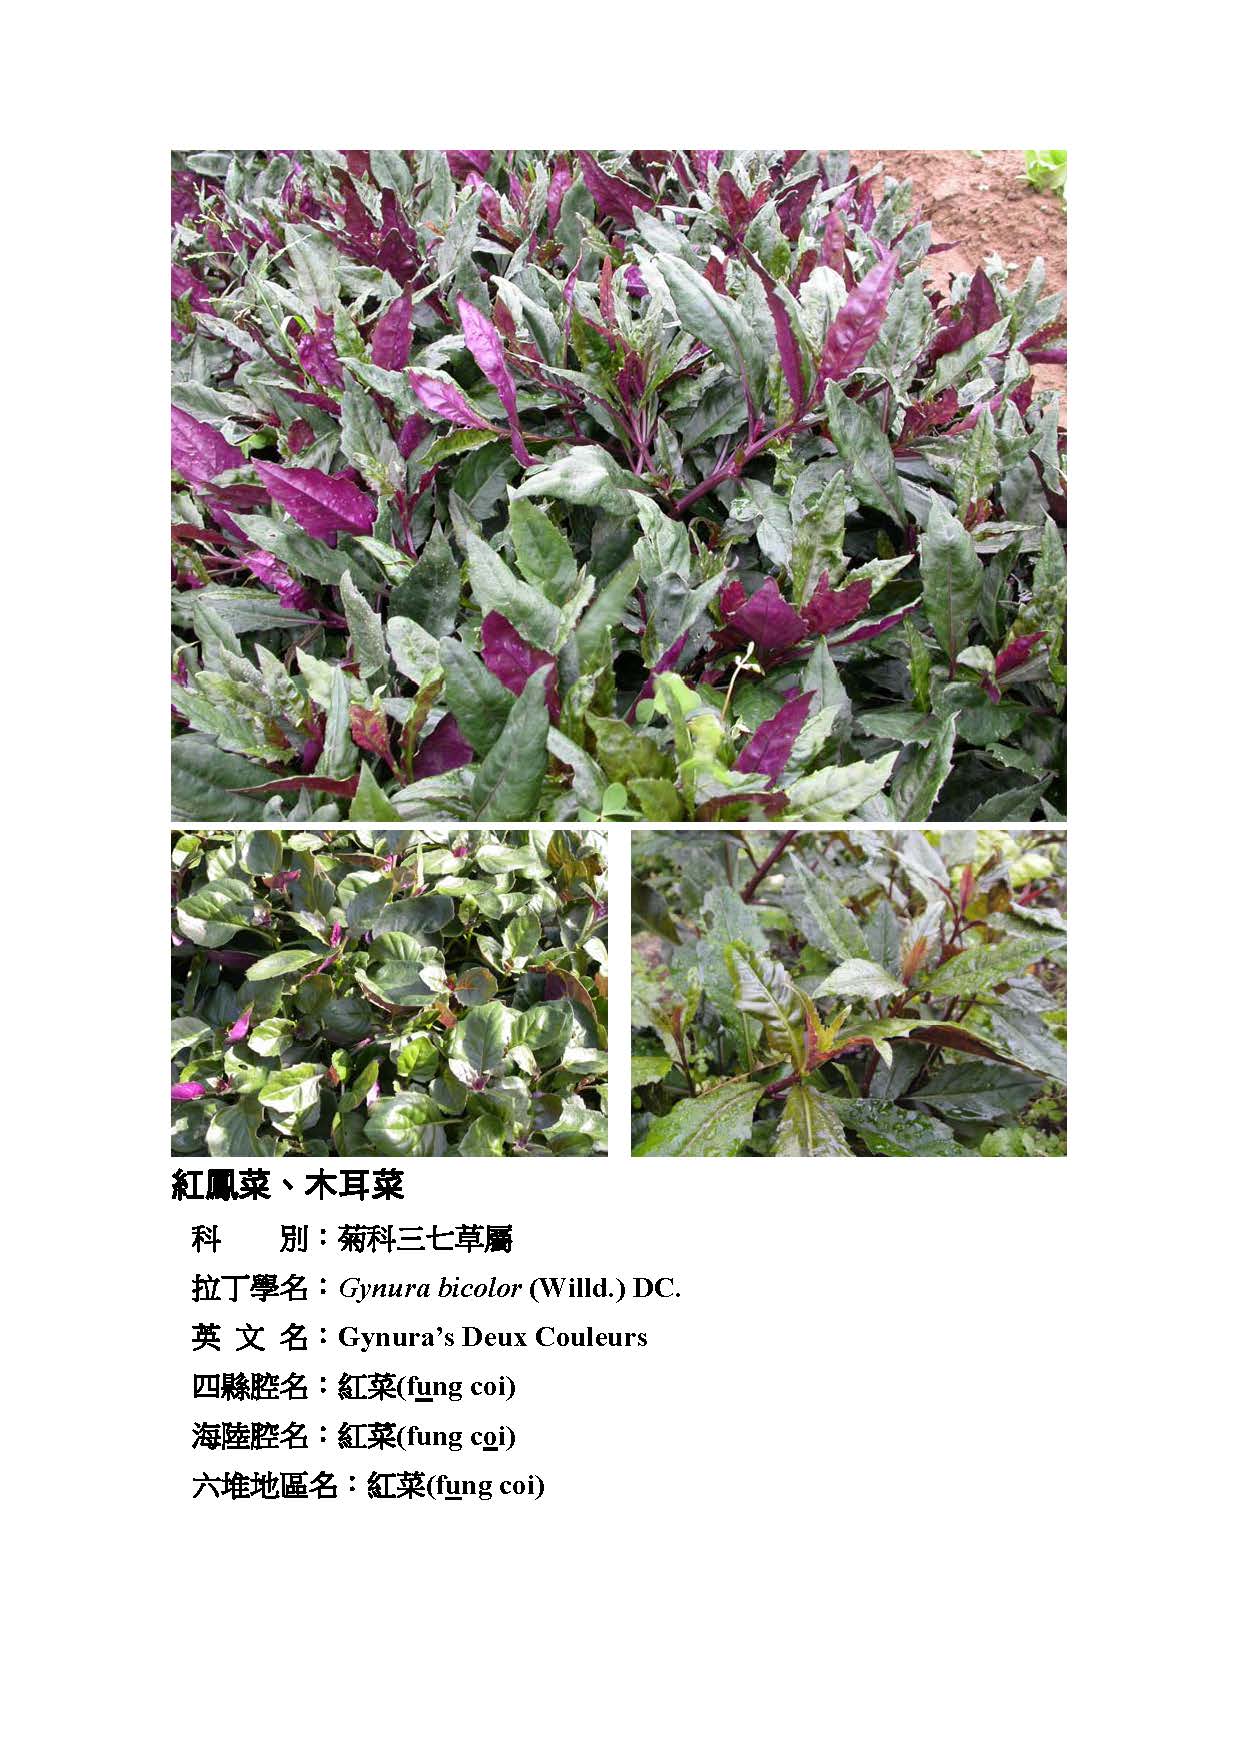 紅鳳菜、木耳菜
科　　別：菊科三七草屬
拉丁學名：Gynura bicolor (Willd.) DC.
英 文 名：Gynura’s Deux Couleurs
四縣腔名：紅菜(fung coi)
海陸腔名：紅菜(fung coi)
六堆地區名：紅菜(fung coi)